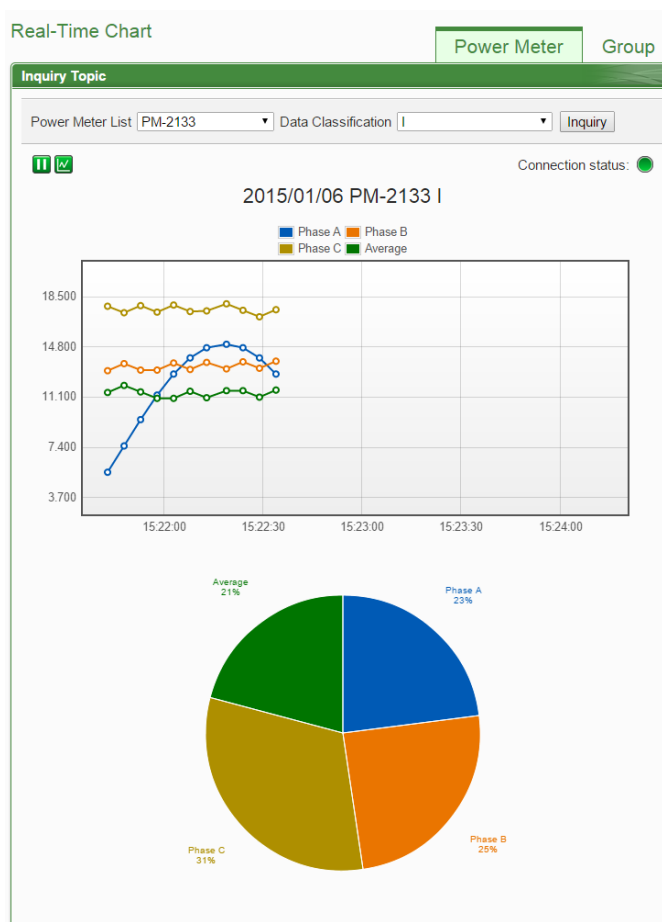 Real-Time Chart
Power Meter Group
Inquiry Topic
Power Meter List PM-2133 Data Classification I Inquiry
Connection status:
2015/01/06 PM-2133 I
Phase A Phase B
Phase C Average
18.500
14.800
11.100
7.400
3.700
15:22:00 15:22:30 15:23:00 15:23:30 15:24:00
Average
21%
Phase A
23%
Phase B
25%
Phase C
31%